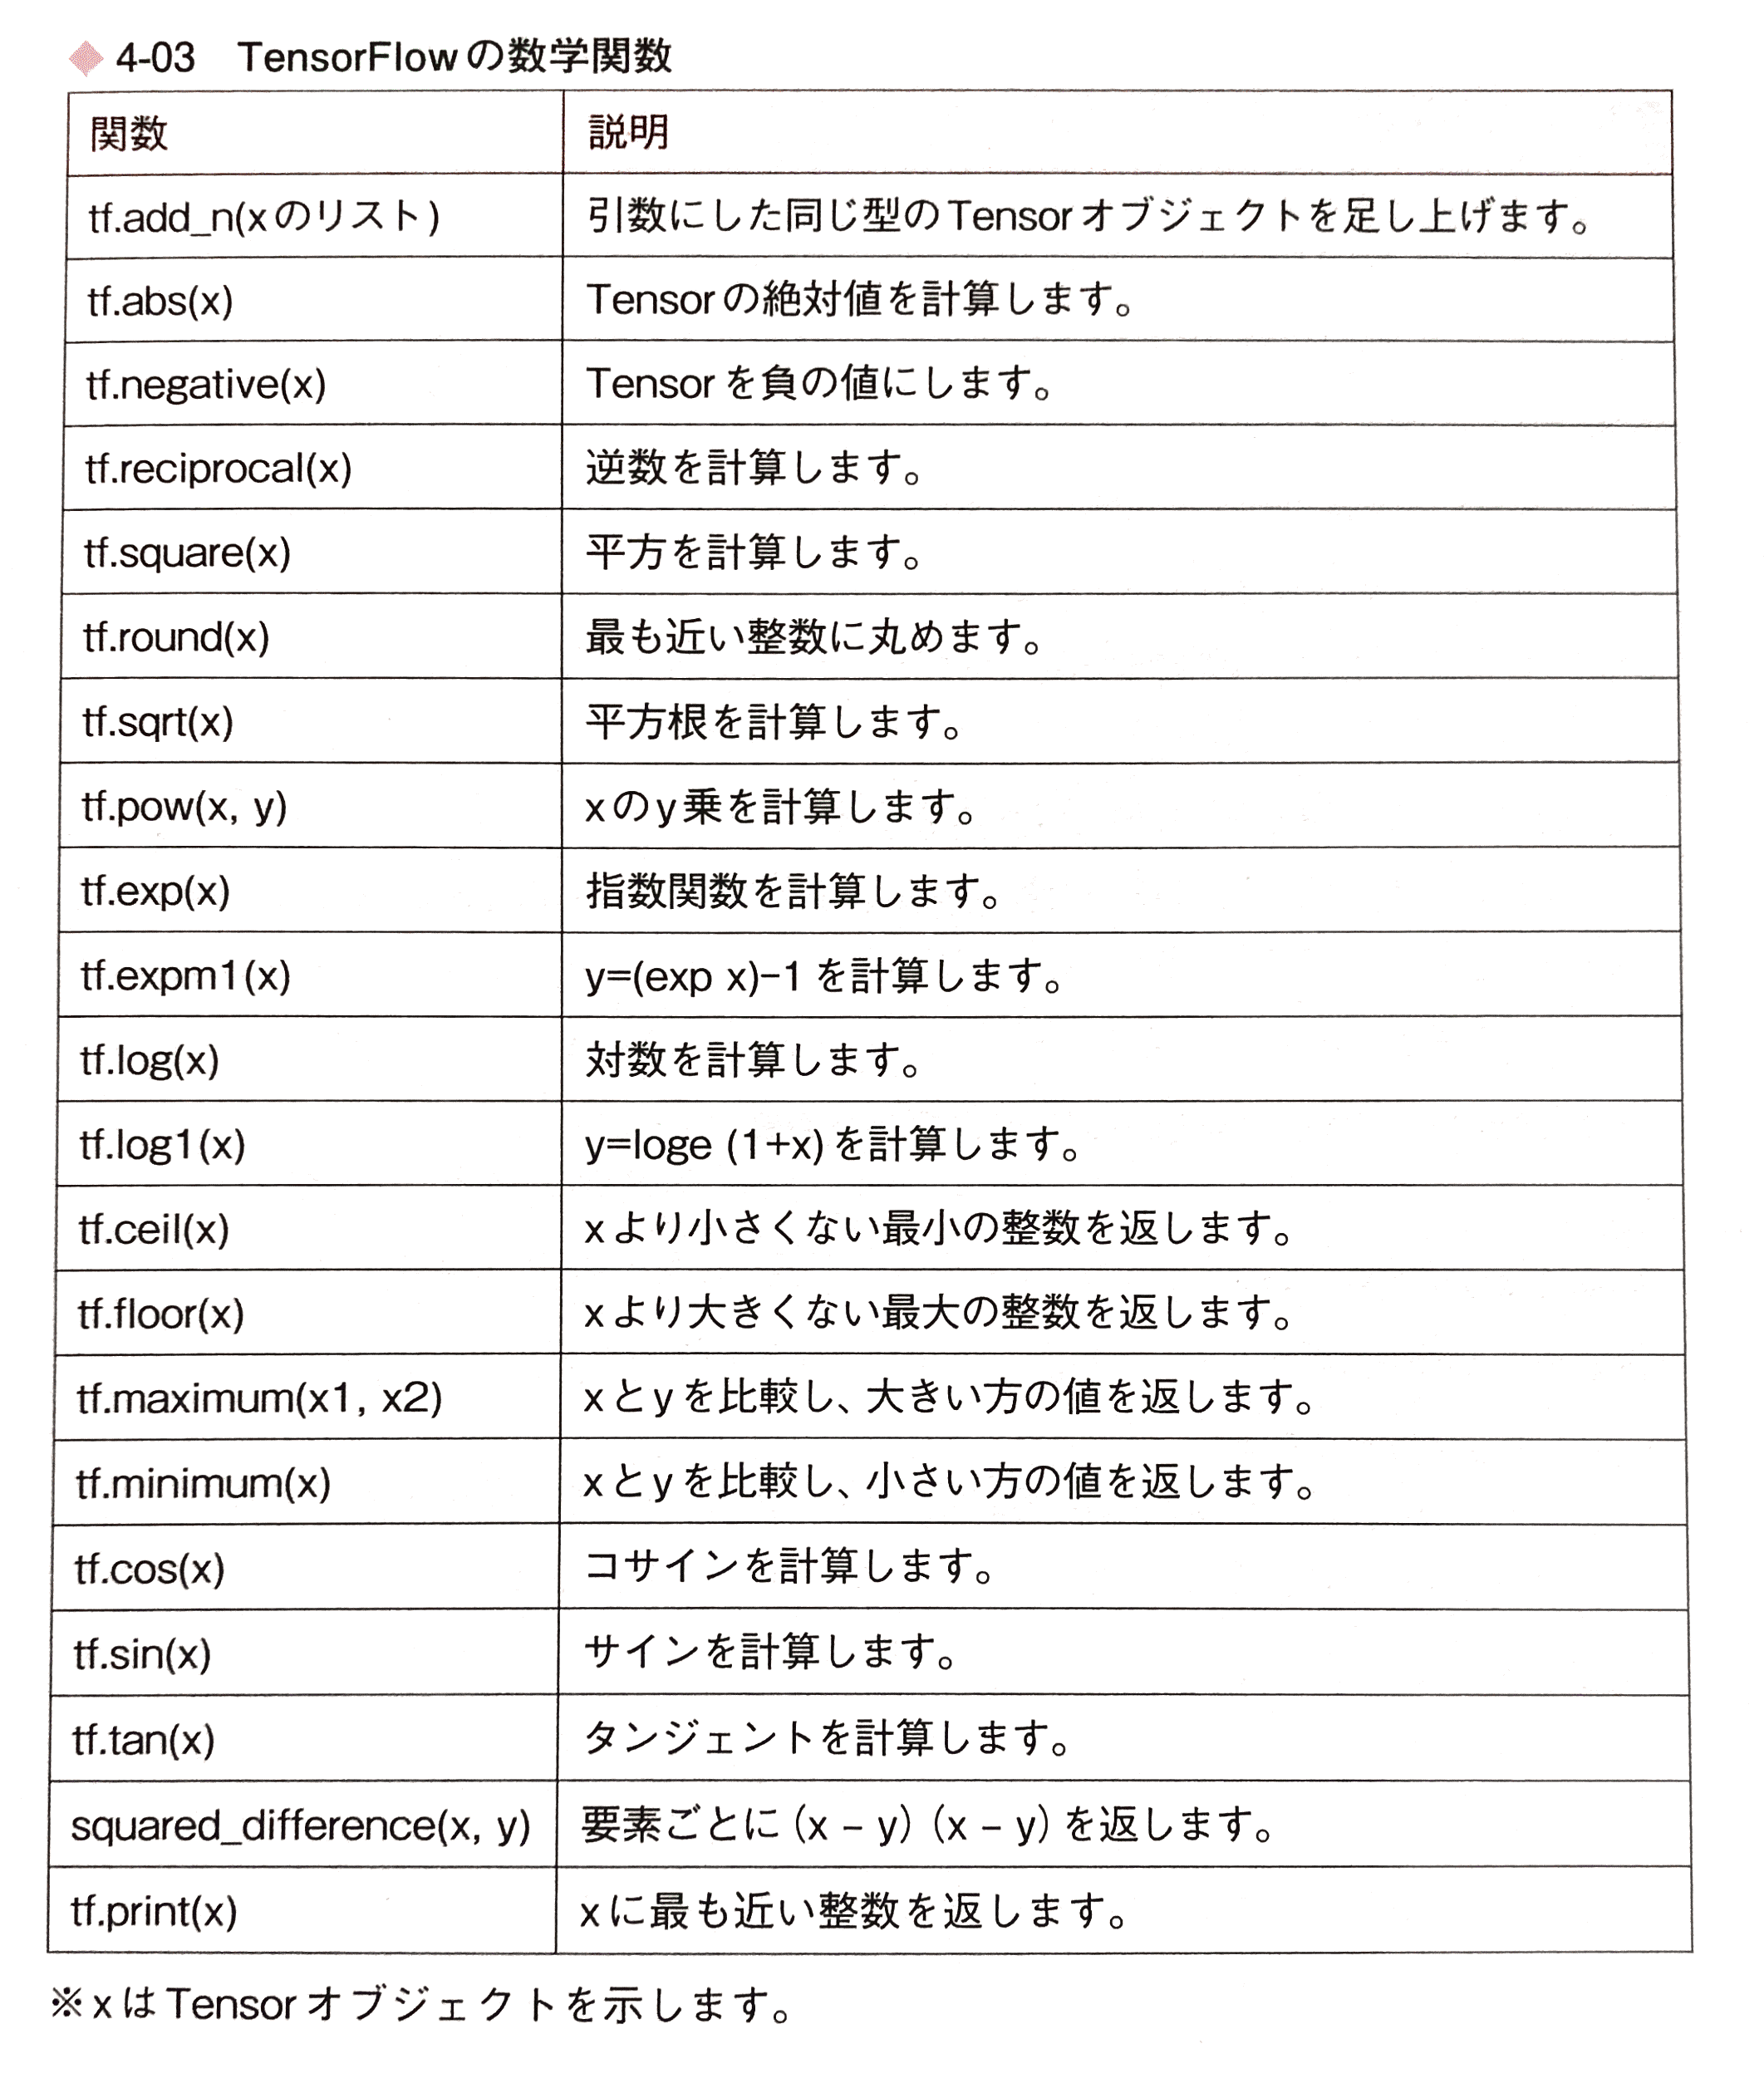 ◆ 4-03 TensorFlowの数学関数
関数 説明
tf.add_n(xのリスト) 引数にした同じ型のTensorオブジェクトを足し上げます。
tf.abs(x) Tensorの絶対値を計算します。
tf.negative(x) Tensorを負の値にします。
tf.reciprocal(x) 逆数を計算します。
tf.square(x) 平方を計算します。
tf.round(x) 最も近い整数に丸めます。
tf.sqrt(x) 平方根を計算します。
tf.pow(x, y) xのy乗を計算します。
tf.exp(x) 指数関数を計算します。
tf.expm1(x) y=(exp x)−1 を計算します。
tf.log(x) 対数を計算します。
tf.log1(x) y=loge (1+x)を計算します。
tf.ceil(x) xより小さくない最小の整数を返します。
tf.floor(x) xより大きくない最大の整数を返します。
tf.maximum(x1, x2) xとyを比較し、大きい方の値を返します。
tf.minimum(x) xとyを比較し、小さい方の値を返します。
tf.cos(x) コサインを計算します。
tf.sin(x) サインを計算します。
tf.tan(x) タンジェントを計算します。
squared_difference(x, y) 要素ごとに(x − y) (x − y)を返します。
tf.print(x) xに最も近い整数を返します。
※xはTensorオブジェクトを示します。